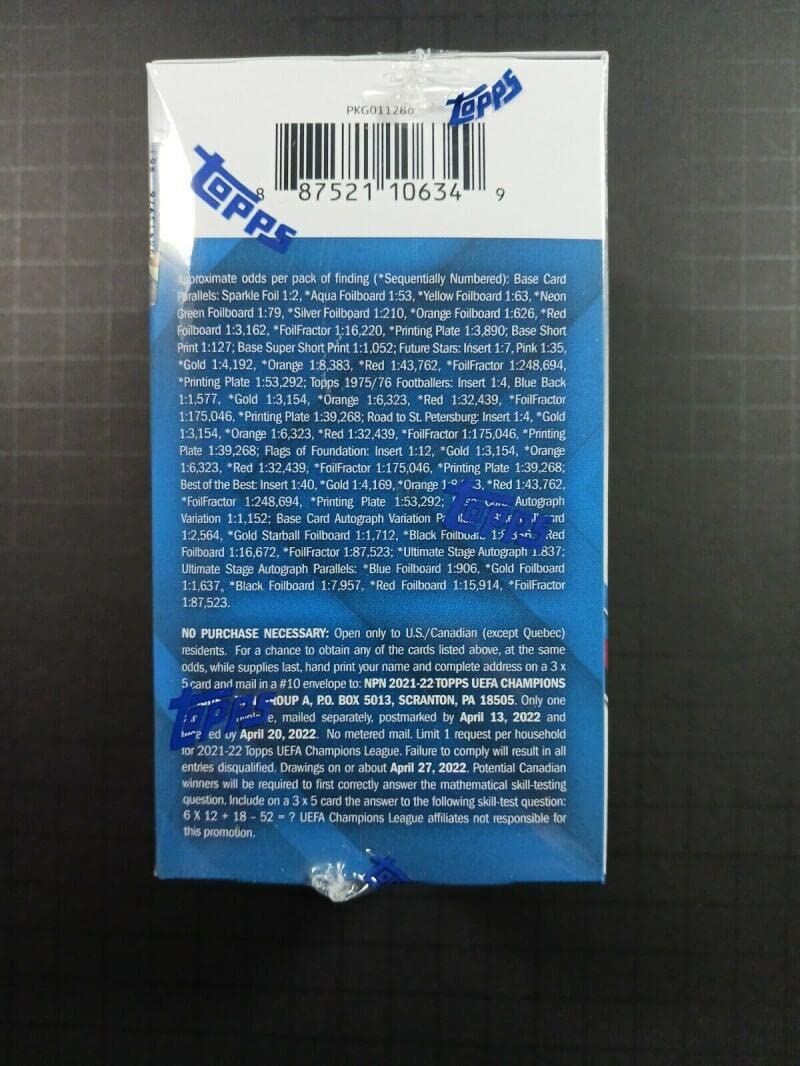 PKG011286
TOPPS
8 87521 10634 9
TOPPS
Approximate odds per pack of finding (*Sequentially Numbered): Base Card
Parallels: Sparkle Foil 1:2, *Aqua Foilboard 1:53, *Yellow Foilboard 1:63, *Neon
Green Foilboard 1:79, *Silver Foilboard 1:210, *Orange Foilboard 1:626, *Red
Foilboard 1:3,162, *FoilFractor 1:16,220, *Printing Plate 1:3,890; Base Short
Print 1:127; Base Super Short Print 1:1,052; Future Stars: Insert 1:7, Pink 1:35,
*Gold 1:4,192, *Orange 1:8,383, *Red 1:43,762, *FoilFractor 1:248,694,
*Printing Plate 1:53,292; Topps 1975/76 Footballers: Insert 1:4, Blue Back
1:1,577, *Gold 1:3,154, *Orange 1:6,323, *Red 1:32,439, *FoilFractor
1:175,046, *Printing Plate 1:39,268; Road to St. Petersburg: Insert 1:4, *Gold
1:3,154, *Orange 1:6,323, *Red 1:32,439, *FoilFractor 1:175,046, *Printing
Plate 1:39,268; Flags of Foundation: Insert 1:12, *Gold 1:3,154, *Orange
1:6,323, *Red 1:32,439, *FoilFractor 1:175,046, *Printing Plate 1:39,268;
Best of the Best: Insert 1:40, *Gold 1:4,169, *Orange *Red 1:43,762,
*FoilFractor 1:248,694, *Printing Plate 1:53,292; Autograph
Variation 1:1,152; Base Card Autograph Variation
1:2,564, *Gold Starball Foilboard 1:1,712, *Black Red
Foilboard 1:16,672, *FoilFractor 1:87,523; *Ultimate Stage Autograph 1:837;
Ultimate Stage Autograph Parallels: *Blue Foilboard 1:906, *Gold Foilboard
1:1,637, *Black Foilboard 1:7,957, *Red Foilboard 1:15,914, *FoilFractor
1:87,523.
TOPPS
NO PURCHASE NECESSARY: Open only to U.S./Canadian (except Quebec)
residents. For a chance to obtain any of the cards listed above, at the same
odds, while supplies last, hand print your name and complete address on a 3 x
5 card and mail in a #10 envelope to: NPN 2021-22 TOPPS UEFA CHAMPIONS
GROUP A, P.O. BOX 5013, SCRANTON, PA 18505. Only one
mailed separately, postmarked by April 13, 2022 and
by April 20, 2022. No metered mail. Limit 1 request per household
for 2021-22 Topps UEFA Champions League. Failure to comply will result in all
entries disqualified. Drawings on or about April 27, 2022. Potential Canadian
winners will be required to first correctly answer the mathematical skill-testing
question. Include on a 3 x 5 card the answer to the following skill-test question:
6 X 12 + 18 – 52 = ? UEFA Champions League affiliates not responsible for
this promotion.
TOPPS